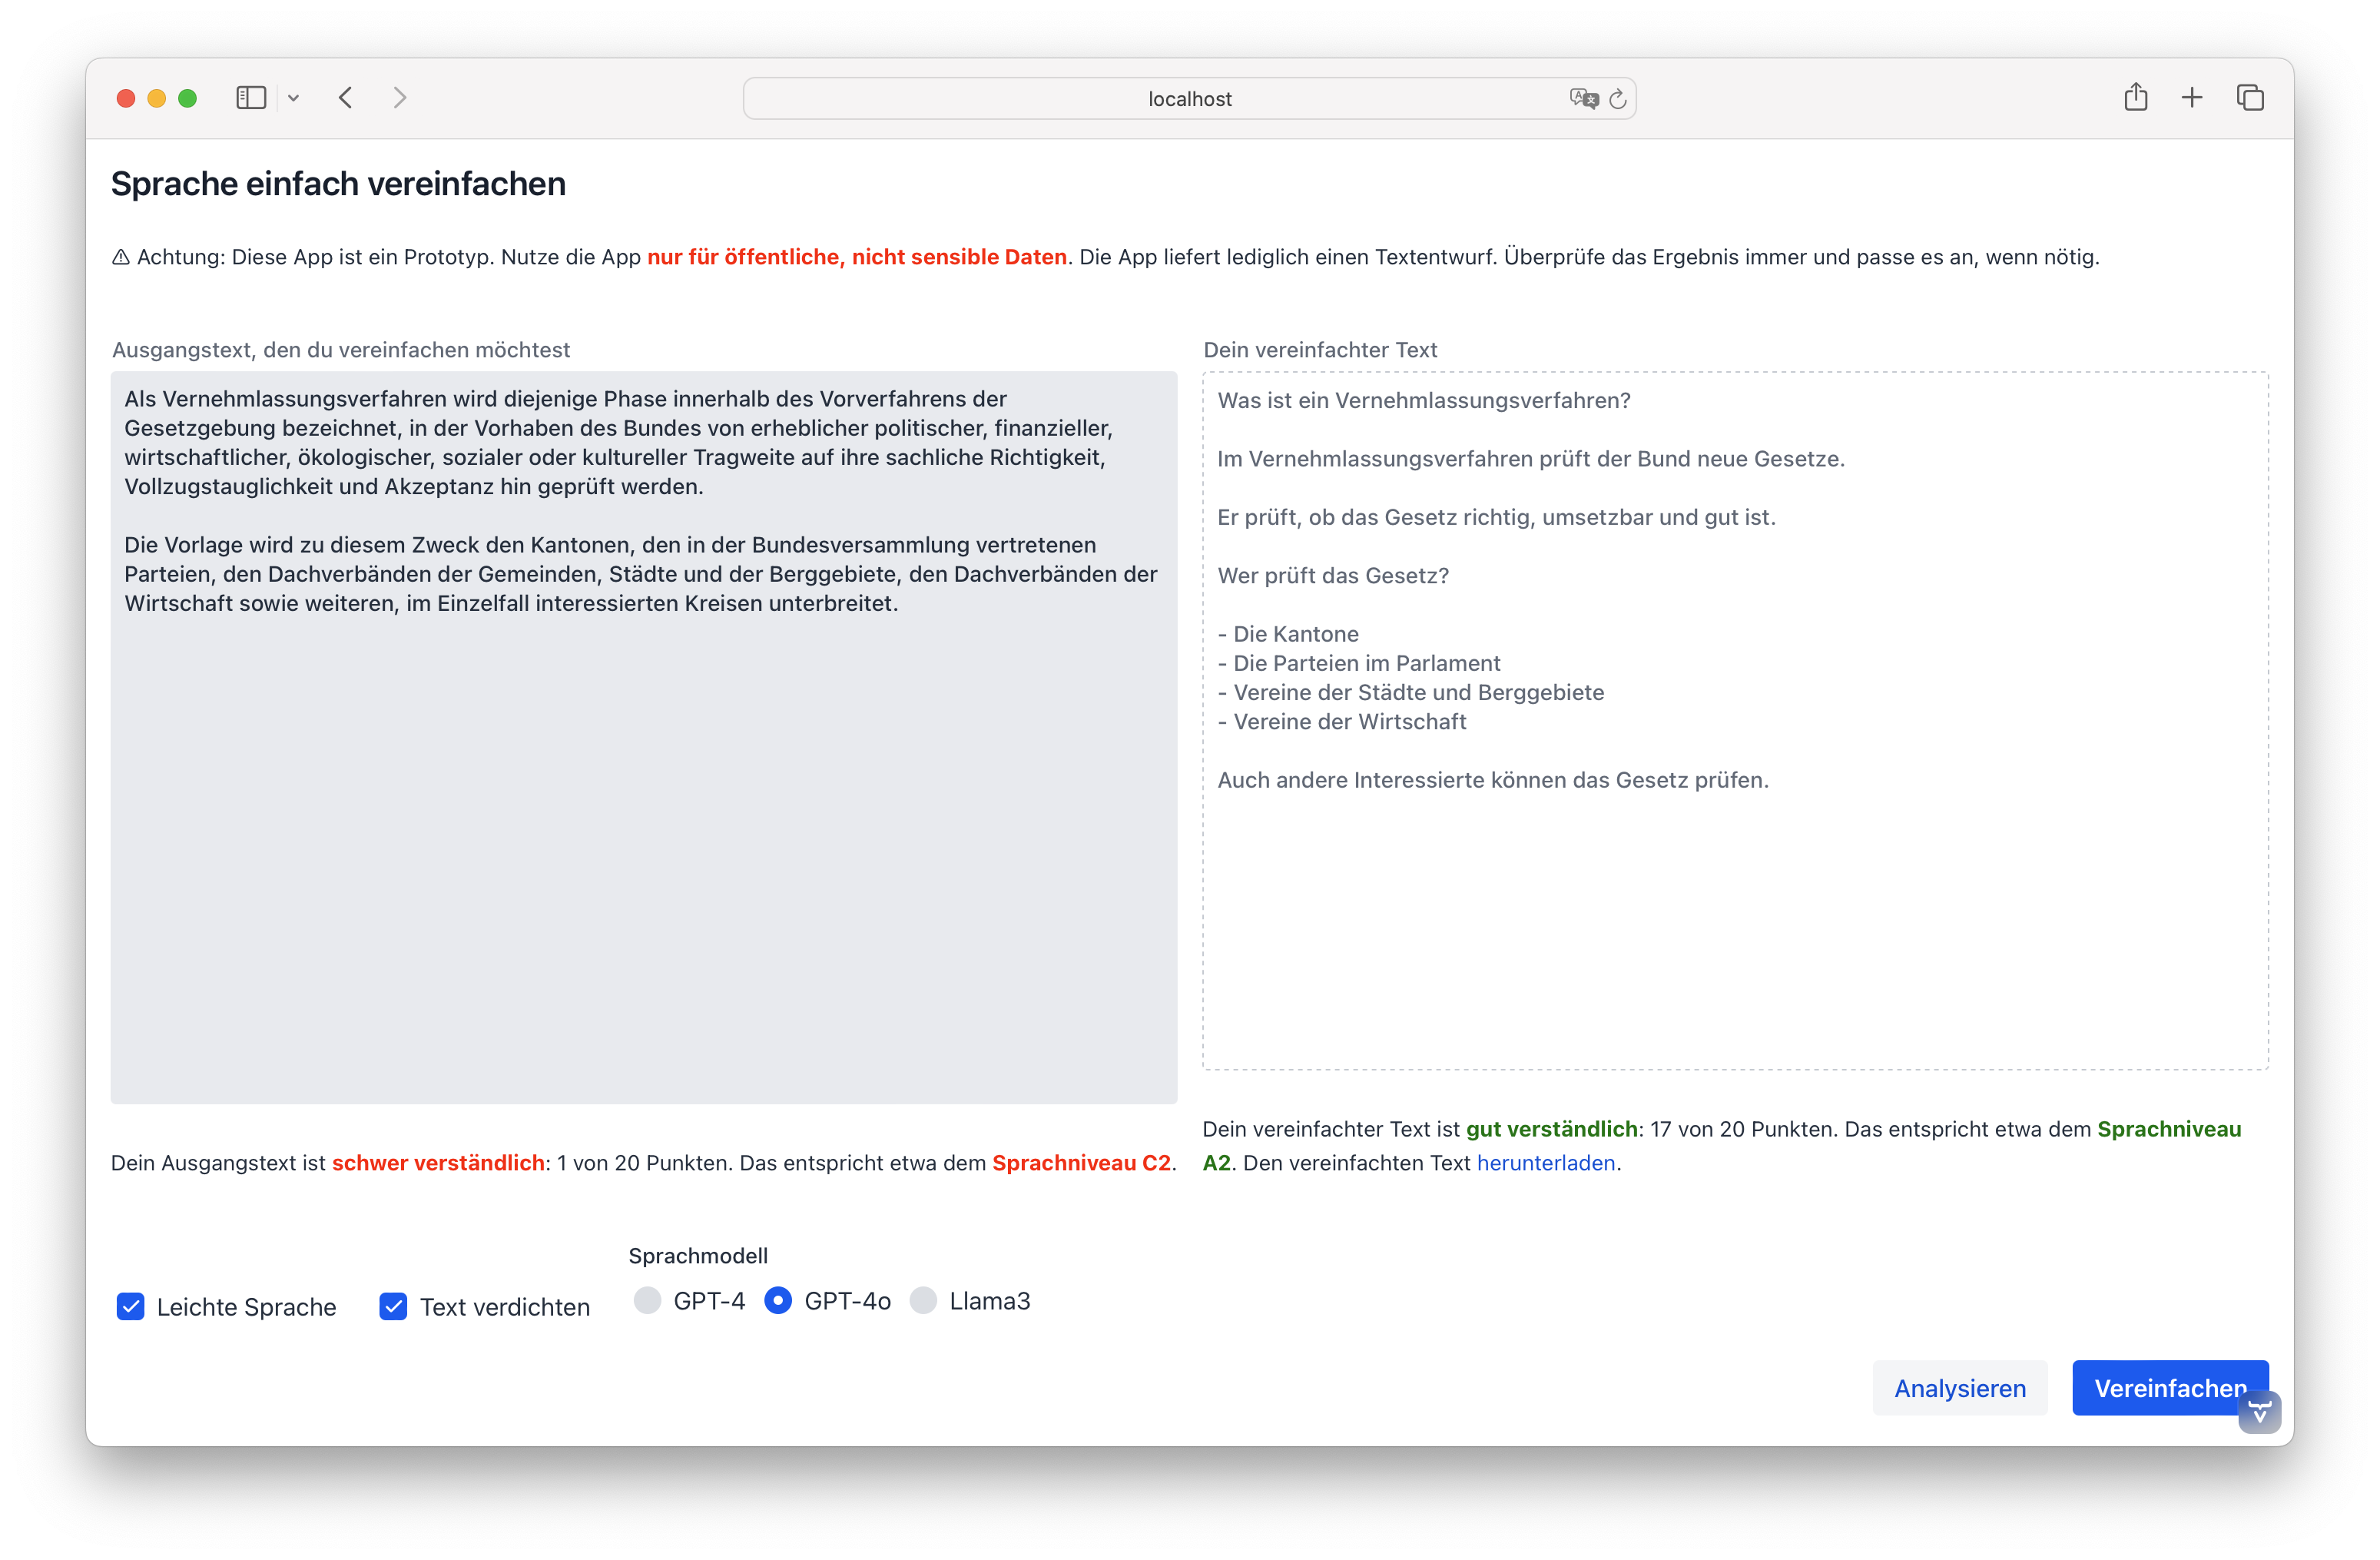 localhost
Sprache einfach vereinfachen
⚠ Achtung: Diese App ist ein Prototyp. Nutze die App nur für öffentliche, nicht sensible Daten. Die App liefert lediglich einen Textentwurf. Überprüfe das Ergebnis immer und passe es an, wenn nötig.
Ausgangstext, den du vereinfachen möchtest
Als Vernehmlassungsverfahren wird diejenige Phase innerhalb des Vorverfahrens der
Gesetzgebung bezeichnet, in der Vorhaben des Bundes von erheblicher politischer, finanzieller,
wirtschaftlicher, ökologischer, sozialer oder kultureller Tragweite auf ihre sachliche Richtigkeit,
Vollzugstauglichkeit und Akzeptanz hin geprüft werden.
Die Vorlage wird zu diesem Zweck den Kantonen, den in der Bundesversammlung vertretenen
Parteien, den Dachverbänden der Gemeinden, Städte und der Berggebiete, den Dachverbänden der
Wirtschaft sowie weiteren, im Einzelfall interessierten Kreisen unterbreitet.
Dein Ausgangstext ist schwer verständlich: 1 von 20 Punkten. Das entspricht etwa dem Sprachniveau C2.
Dein vereinfachter Text
Was ist ein Vernehmlassungsverfahren?
Im Vernehmlassungsverfahren prüft der Bund neue Gesetze.
Er prüft, ob das Gesetz richtig, umsetzbar und gut ist.
Wer prüft das Gesetz?
- Die Kantone
- Die Parteien im Parlament
- Vereine der Städte und Berggebiete
- Vereine der Wirtschaft
Auch andere Interessierte können das Gesetz prüfen.
Dein vereinfachter Text ist gut verständlich: 17 von 20 Punkten. Das entspricht etwa dem Sprachniveau
A2. Den vereinfachten Text herunterladen.
Sprachmodell
Leichte Sprache
Text verdichten
GPT-4
GPT-4o
Llama3
Analysieren
Vereinfachen